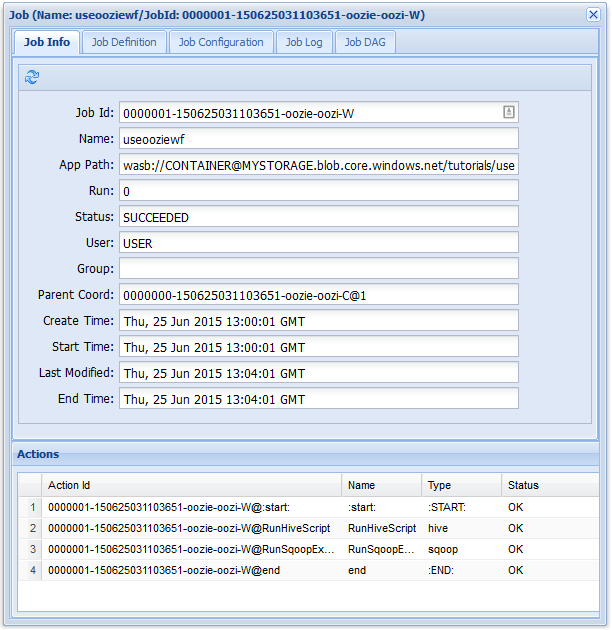 Job (Name: useooziewf/JobId: 0000001-150625031103651-oozie-oozi-W)
Job Info Job Definition Job Configuration Job Log Job DAG
Job Id: 0000001-150625031103651-oozie-oozi-W
Name: useooziewf
App Path: wasb://CONTAINER@MYSTORAGE.blob.core.windows.net/tutorials/use
Run: 0
Status: SUCCEEDED
User: USER
Group:
Parent Coord: 0000000-150625031103651-oozie-oozi-C@1
Create Time: Thu, 25 Jun 2015 13:00:01 GMT
Start Time: Thu, 25 Jun 2015 13:00:01 GMT
Last Modified: Thu, 25 Jun 2015 13:04:01 GMT
End Time: Thu, 25 Jun 2015 13:04:01 GMT
Actions
Action Id Name Type Status
1 0000001-150625031103651-oozie-oozi-W@:start: :start: :START: OK
2 0000001-150625031103651-oozie-oozi-W@RunHiveScript RunHiveScript hive OK
3 0000001-150625031103651-oozie-oozi-W@RunSqoopEx... RunSqoopE... sqoop OK
4 0000001-150625031103651-oozie-oozi-W@end end :END: OK